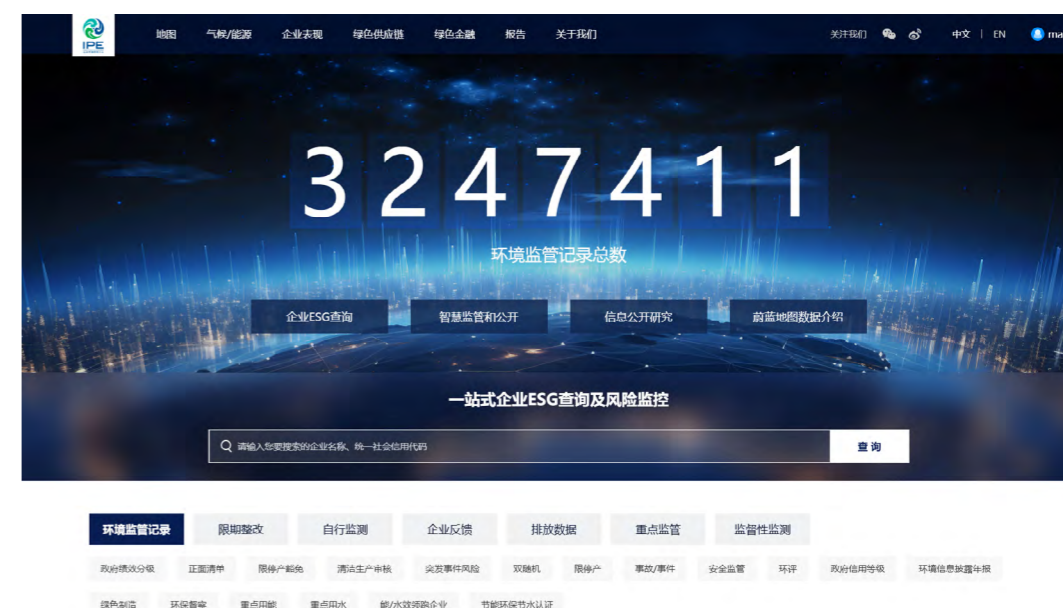 IPE 地图 气候/能源 企业表现 绿色供应链 绿色金融 报告 关于我们 关注我们 中文 | EN ma
3247411
环境监管记录总数
企业ESG查询 智慧监管和公开 信息公开研究 蔚蓝地图数据介绍
一站式企业ESG查询及风险监控
请输入您要搜索的企业名称、统一社会信用代码 查询
环境监管记录 限期整改 自行监测 企业反馈 排放数据 重点监管 监督性监测
政府绩效分级 正面清单 限停产豁免 清洁生产审核 突发事件风险 双随机 限停产 事故/事件 安全监管 环评 政府信用等级 环境信息披露年报
绿色制造 环保督察 重点用能 重点用水 能/水效领跑企业 节能环保节水认证